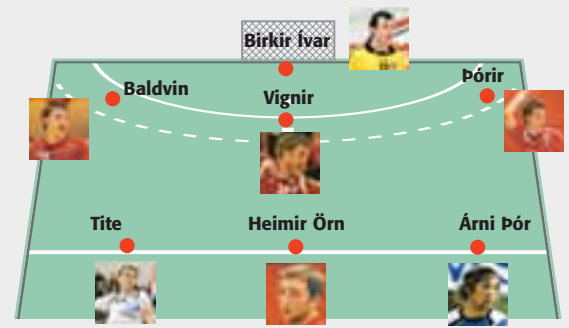 Birkir Ívar
Baldvin
Vignir
Þórir
Tite
Heimir Örn
Árni Þór